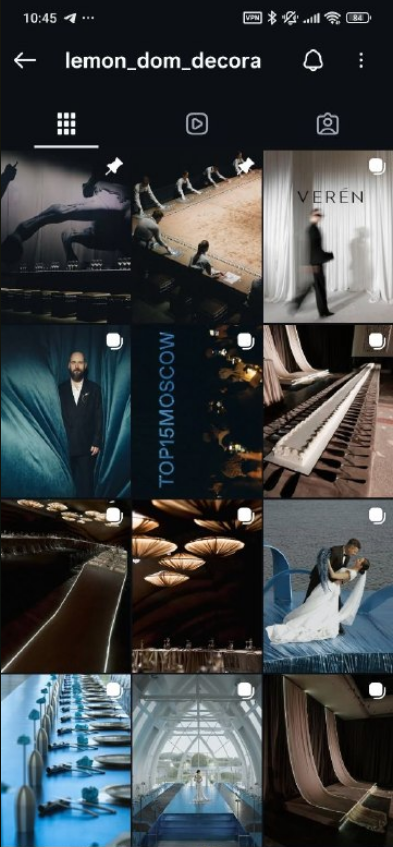 10:45
VPN
84
lemon_dom_decora
VERÉN
TOP15MOSCOW